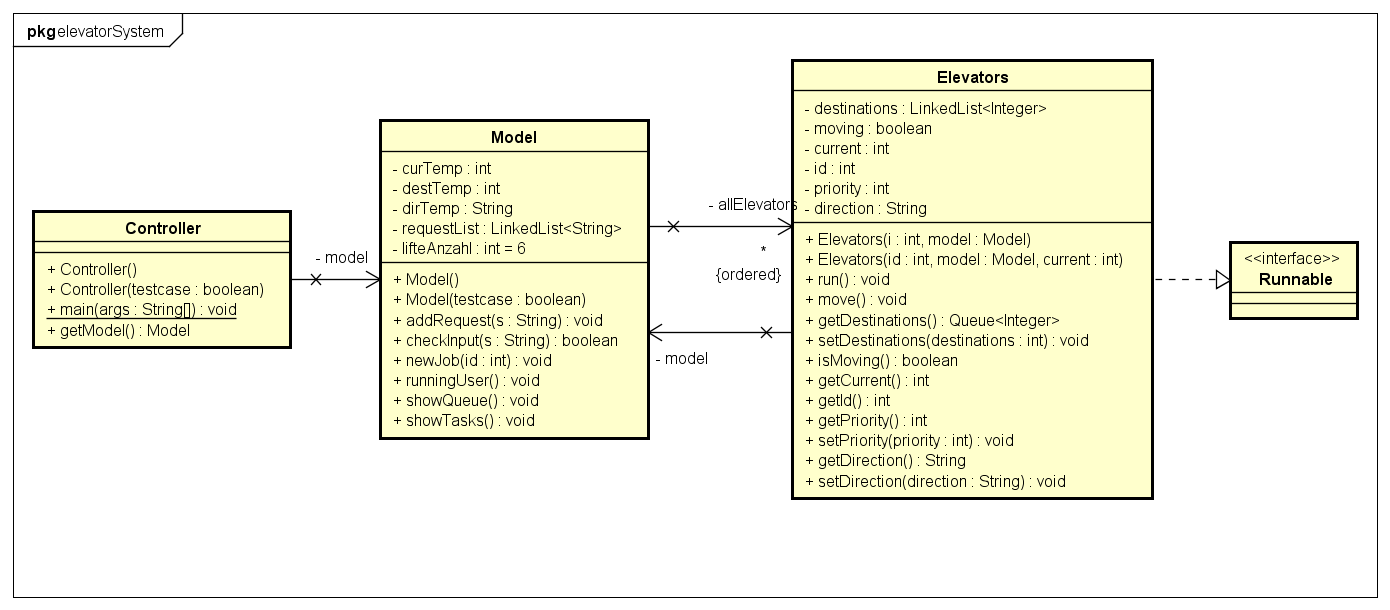 pkg elevatorSystem
Controller
+ Controller()
+ Controller(testcase : boolean)
+ main(args : String[]) : void
+ getModel() : Model
- model
Model
- curTemp : int
- destTemp : int
- dirTemp : String
- requestList : LinkedList<String>
- lifteAnzahl : int = 6
+ Model()
+ Model(testcase : boolean)
+ addRequest(s : String) : void
+ checkInput(s : String) : boolean
+ newJob(id : int) : void
+ runningUser() : void
+ showQueue() : void
+ showTasks() : void
- allElevators
*
{ordered}
- model
Elevators
- destinations : LinkedList<Integer>
- moving : boolean
- current : int
- id : int
- priority : int
- direction : String
+ Elevators(i : int, model : Model)
+ Elevators(id : int, model : Model, current : int)
+ run() : void
+ move() : void
+ getDestinations() : Queue<Integer>
+ setDestinations(destinations : int) : void
+ isMoving() : boolean
+ getCurrent() : int
+ getId() : int
+ getPriority() : int
+ setPriority(priority : int) : void
+ getDirection() : String
+ setDirection(direction : String) : void
<<interface>>
Runnable